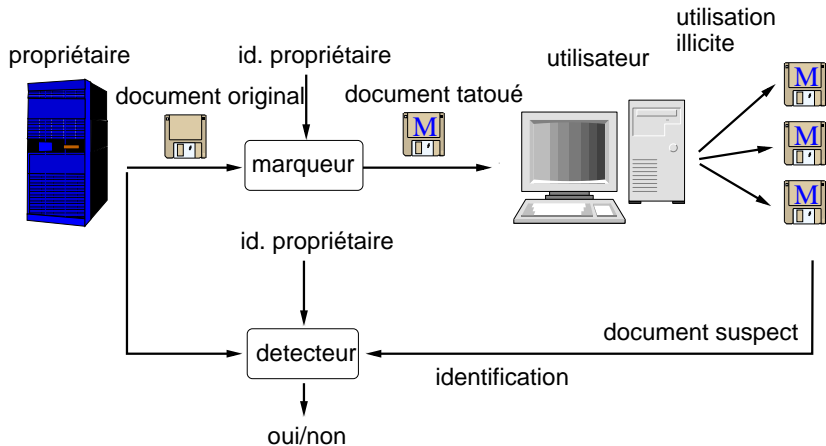 utilisation
illicite
propriétaire
id. propriétaire
utilisateur
document original
document tatoué
M
M
marqueur
M
M
id. propriétaire
document suspect
detecteur
identification
oui/non